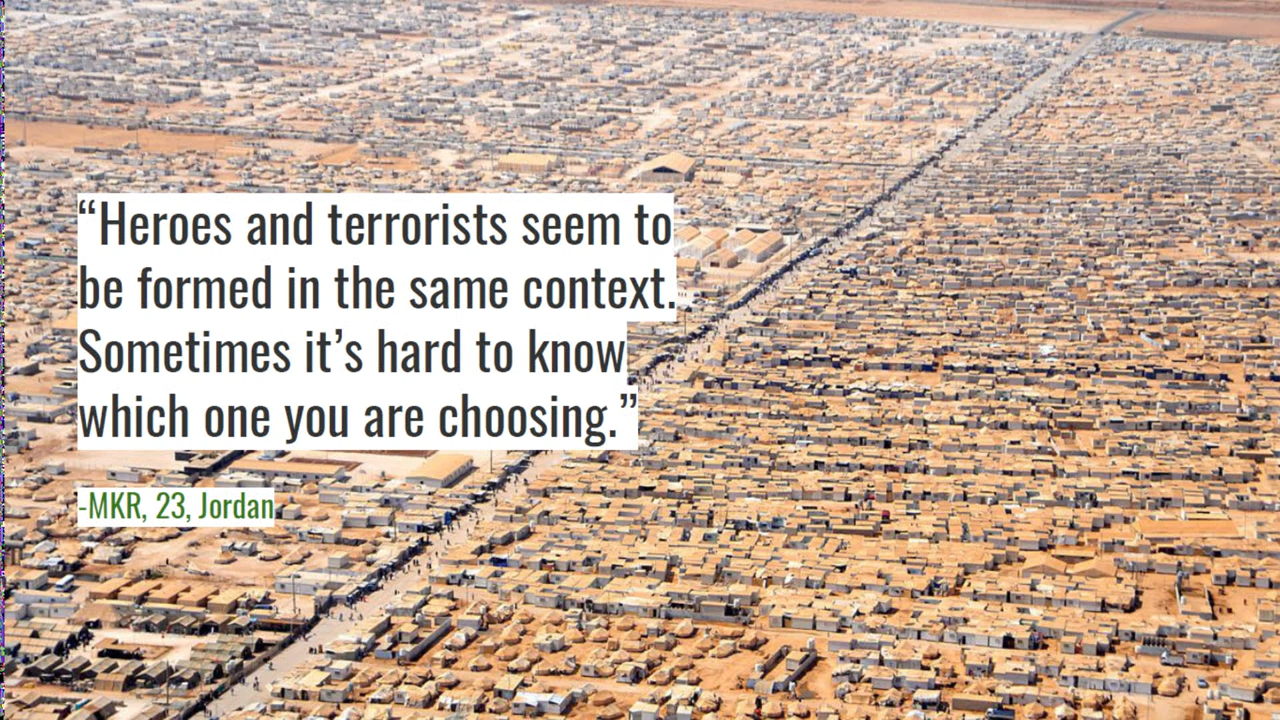 “Heroes and terrorists seem to
be formed in the same context.
Sometimes it’s hard to know
which one you are choosing.”
-MKR, 23, Jordan